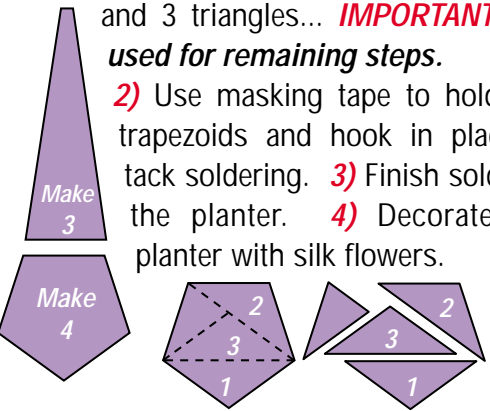 and 3 triangles... IMPORTANT
used for remaining steps.
2) Use masking tape to hold
trapezoids and hook in plac
tack soldering. 3) Finish sold
the planter. 4) Decorate
planter with silk flowers.
Make
3
Make
4
2
3
1
2
3
1